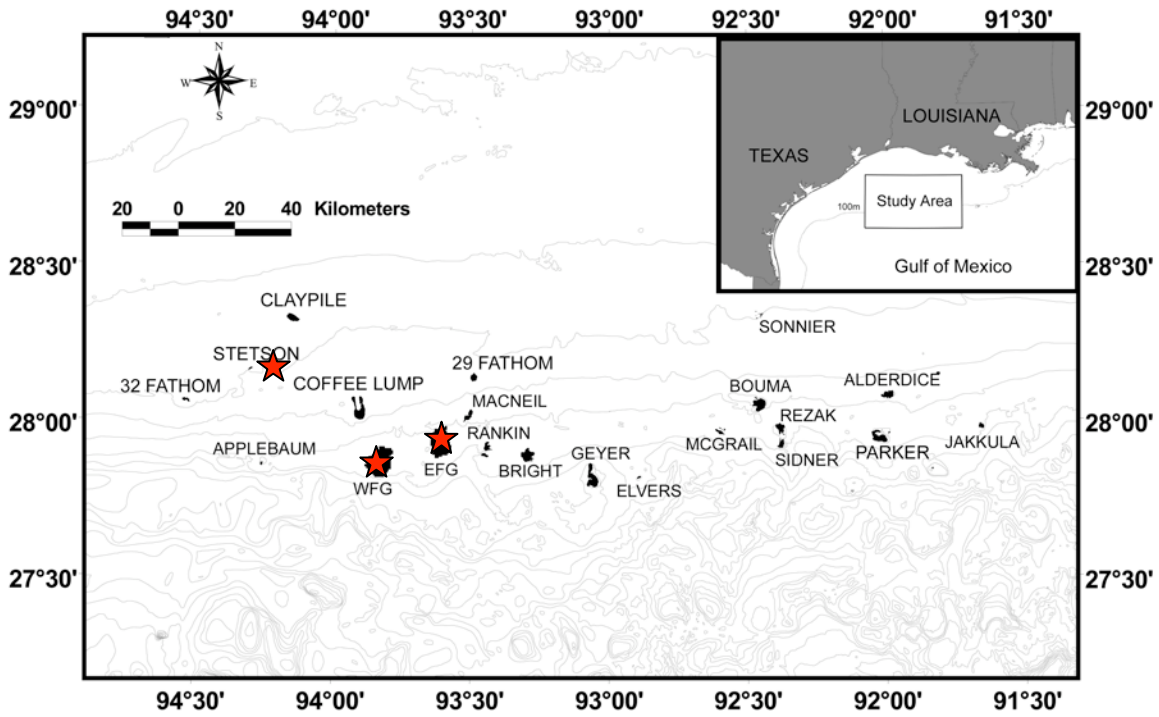 94°30' 94°00' 93°30' 93°00' 92°30' 92°00' 91°30'
N
W E
S
29°00' 29°00'
LOUISIANA
TEXAS
100m Study Area
Gulf of Mexico
20 0 20 40 Kilometers
28°30' 28°30'
CLAYPILE
SONNIER
STETSON
29 FATHOM
32 FATHOM
COFFEE LUMP
BOUMA
ALDERDICE
MACNEIL
REZAK
28°00' 28°00'
RANKIN
MCGRAIL
JAKKULA
APPLEBAUM
PARKER
GEYER
SIDNER
EFG
BRIGHT
WFG
ELVERS
27°30' 27°30'
94°30' 94°00' 93°30' 93°00' 92°30' 92°00' 91°30'